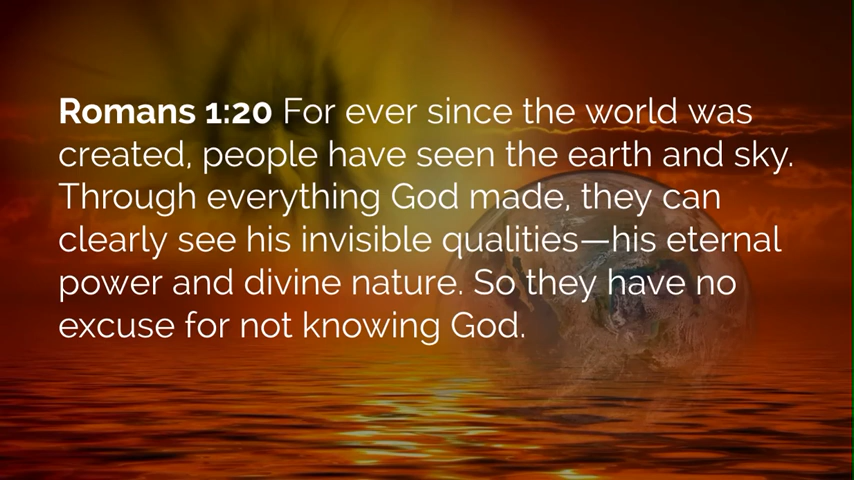 Romans 1:20 For ever since the world was
created, people have seen the earth and sky.
Through everything God made, they can
clearly see his invisible qualities—his eternal
power and divine nature. So they have no
excuse for not knowing God.